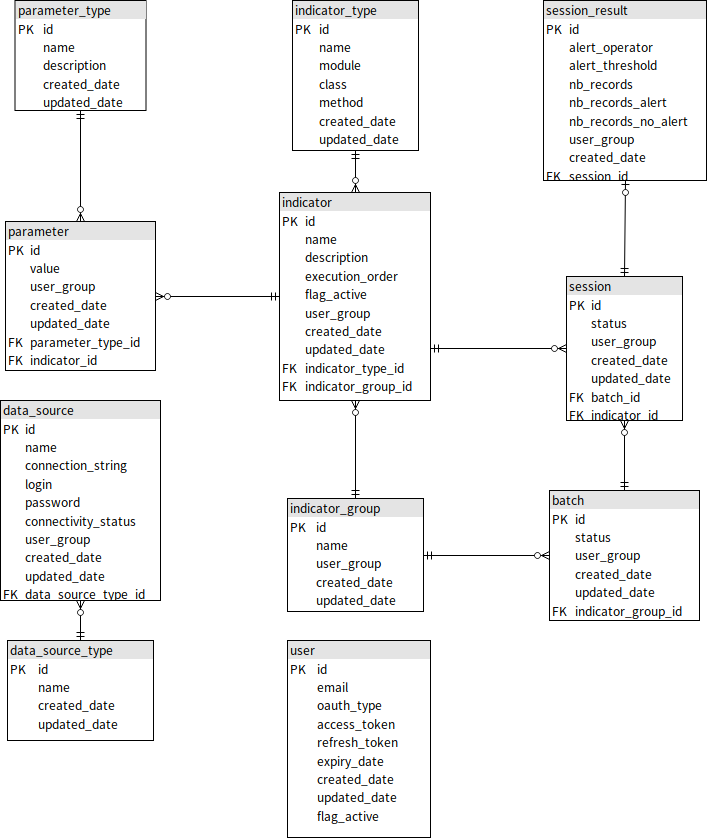 parameter_type
PK id
name
description
created_date
updated_date
indicator_type
PK id
name
module
class
method
created_date
updated_date
session_result
PK id
alert_operator
alert_threshold
nb_records
nb_records_alert
nb_records_no_alert
user_group
created_date
FK session_id
parameter
PK id
value
user_group
created_date
updated_date
FK parameter_type_id
FK indicator_id
indicator
PK id
name
description
execution_order
flag_active
user_group
created_date
updated_date
FK indicator_type_id
FK indicator_group_id
session
PK id
status
user_group
created_date
updated_date
FK batch_id
FK indicator_id
data_source
PK id
name
connection_string
login
password
connectivity_status
user_group
created_date
updated_date
FK data_source_type_id
indicator_group
PK id
name
user_group
created_date
updated_date
batch
PK id
status
user_group
created_date
updated_date
FK indicator_group_id
data_source_type
PK id
name
created_date
updated_date
user
PK id
email
oauth_type
access_token
refresh_token
expiry_date
created_date
updated_date
flag_active